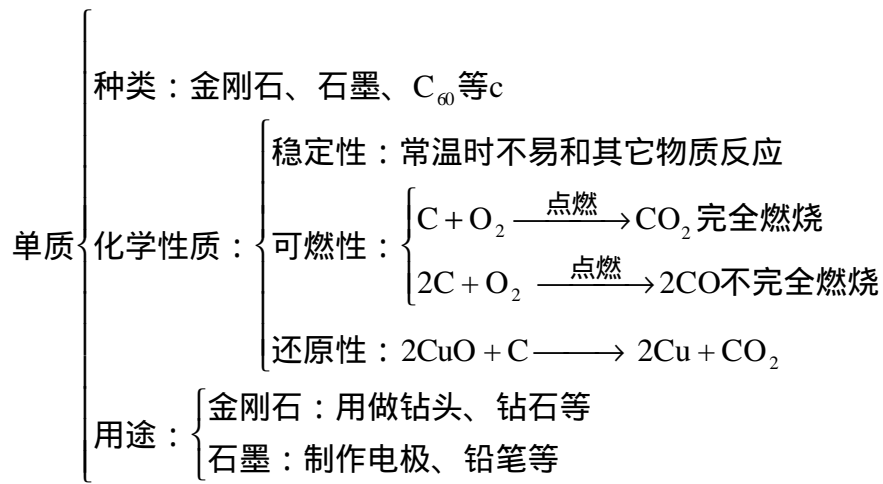 种类：金刚石、石墨、C₆₀等c
稳定性：常温时不易和其它物质反应
单质
化学性质：
可燃性：
C + O₂ 点燃→ CO₂完全燃烧
2C + O₂ 点燃→ 2CO不完全燃烧
还原性：2CuO + C ⟶ 2Cu + CO₂
用途：
金刚石：用做钻头、钻石等
石墨：制作电极、铅笔等